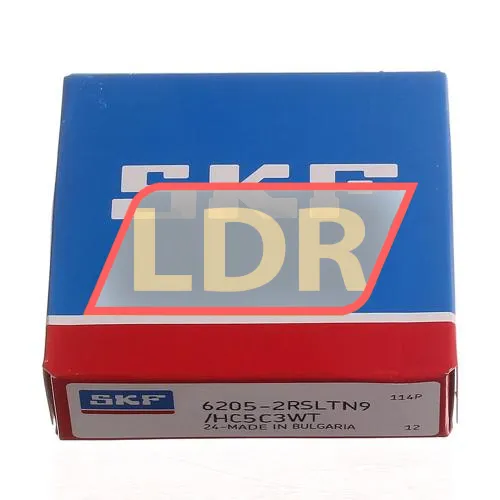 SKF
LDR
SKF
6205-2RSLTN9
/HC5C3WT
24-MADE IN BULGARIA
114P
12